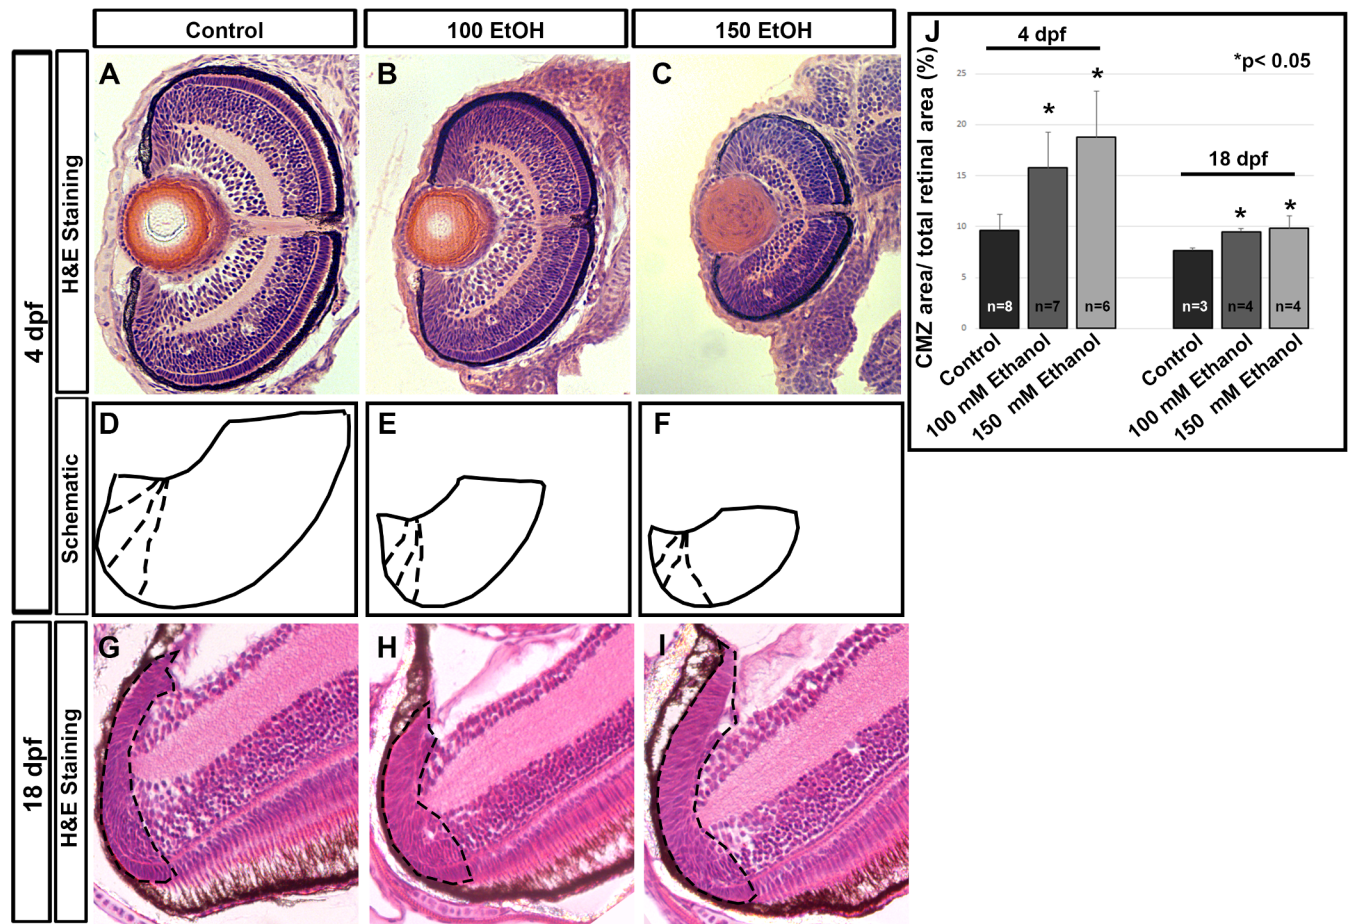 Control
100 EtOH
150 EtOH
4 dpf
H&E Staining
A
B
C
Schematic
D
E
F
18 dpf
H&E Staining
G
H
I
J
4 dpf
*p< 0.05
CMZ area/ total retinal area (%)
25
20
15
10
5
0
*
*
18 dpf
*
*
n=8
n=7
n=6
n=3
n=4
n=4
Control
100 mM Ethanol
150 mM Ethanol
Control
100 mM Ethanol
150 mM Ethanol